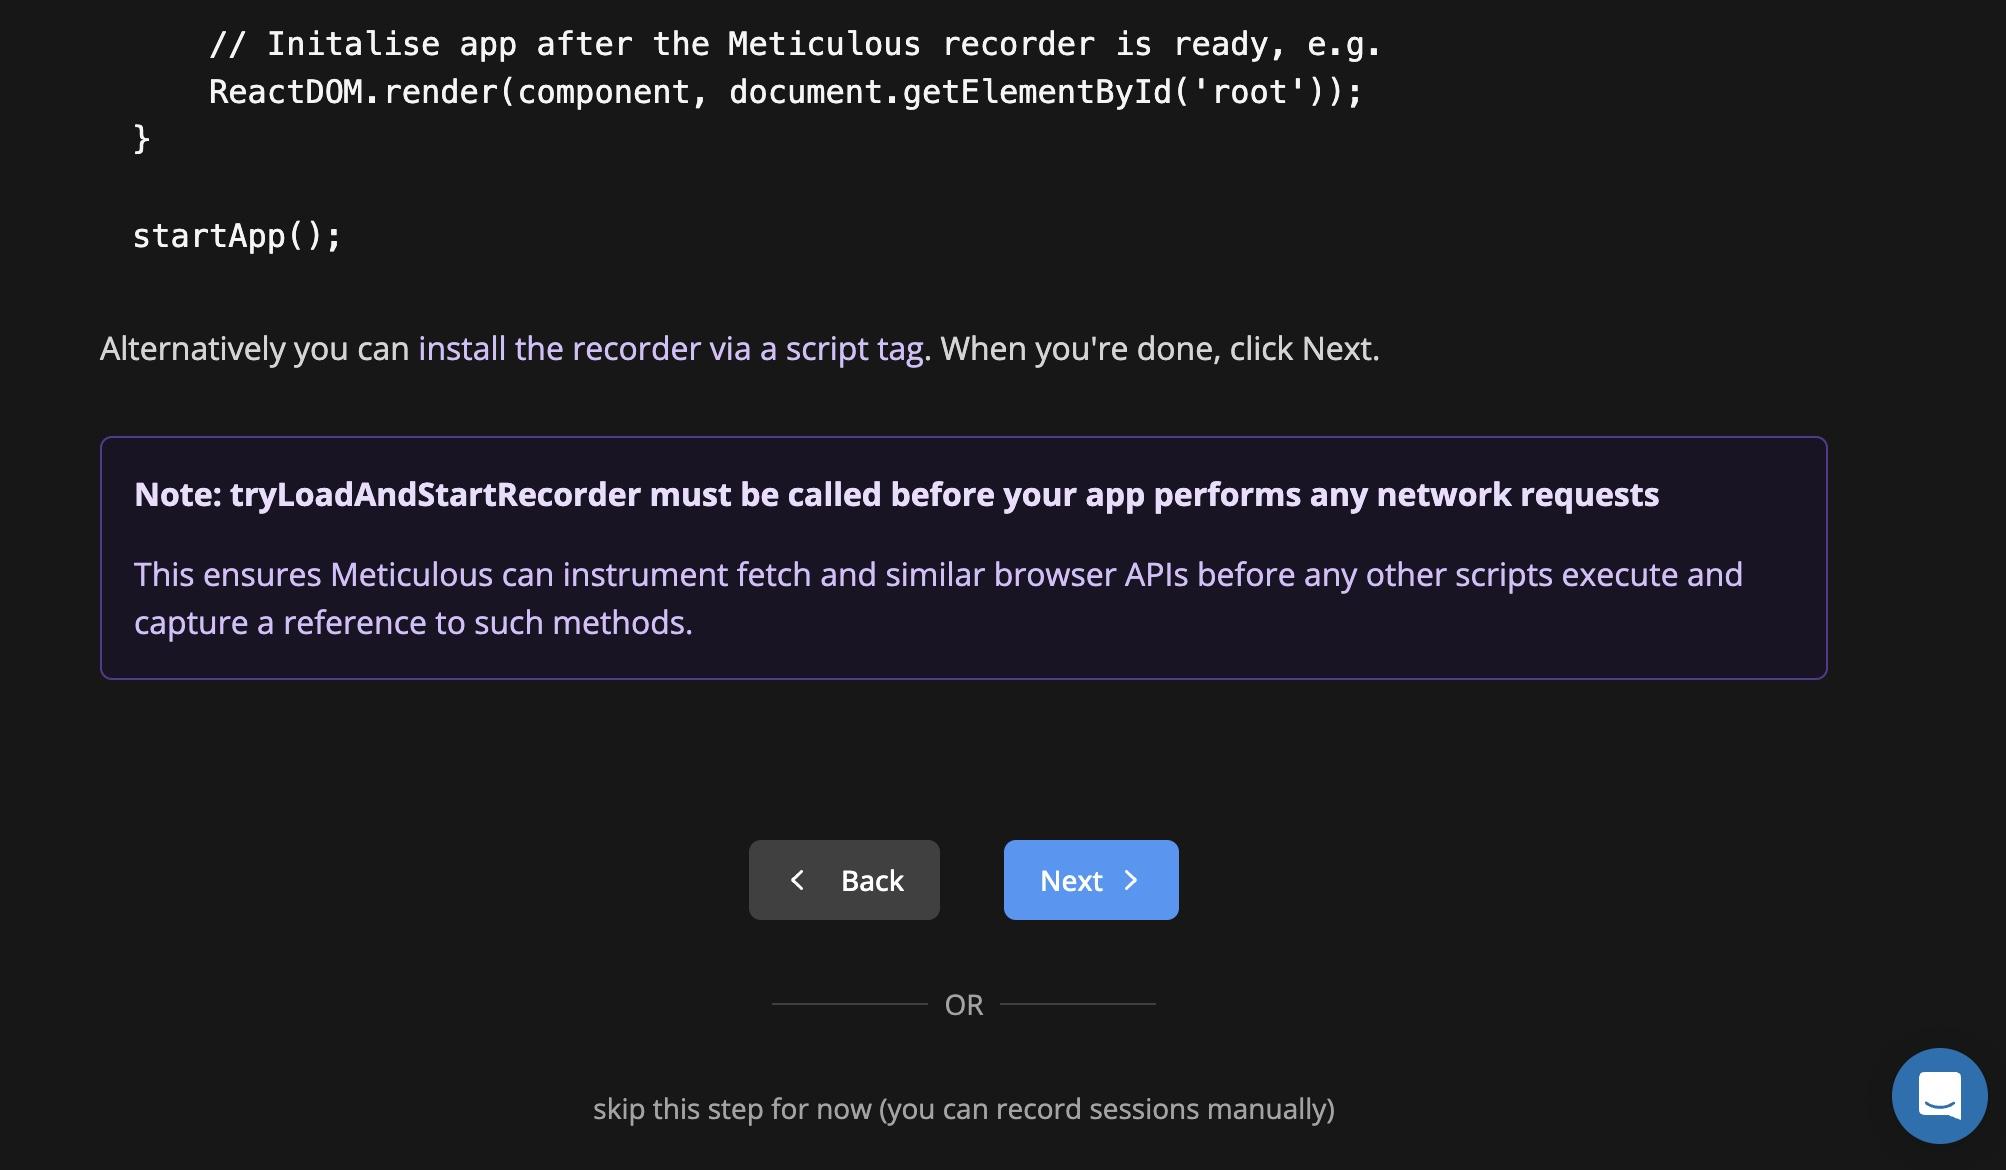 // Initalise app after the Meticulous recorder is ready, e.g.
ReactDOM.render(component, document.getElementById('root'));
}
startApp();
Alternatively you can install the recorder via a script tag. When you're done, click Next.
Note: tryLoadAndStartRecorder must be called before your app performs any network requests
This ensures Meticulous can instrument fetch and similar browser APIs before any other scripts execute and
capture a reference to such methods.
Back
Next
OR
skip this step for now (you can record sessions manually)